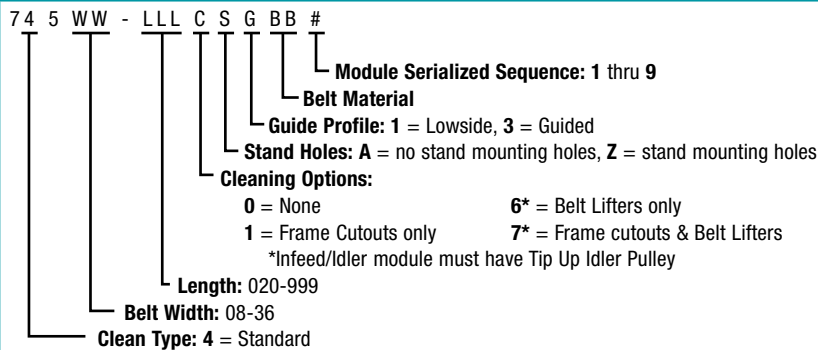 74 5 WW - LLL C S G BB #
Module Serialized Sequence: 1 thru 9
Belt Material
Guide Profile: 1 = Lowside, 3 = Guided
Stand Holes: A = no stand mounting holes, Z = stand mounting holes
Cleaning Options:
0 = None 6* = Belt Lifters only
1 = Frame Cutouts only 7* = Frame cutouts & Belt Lifters
*Infeed/Idler module must have Tip Up Idler Pulley
Length: 020-999
Belt Width: 08-36
Clean Type: 4 = Standard